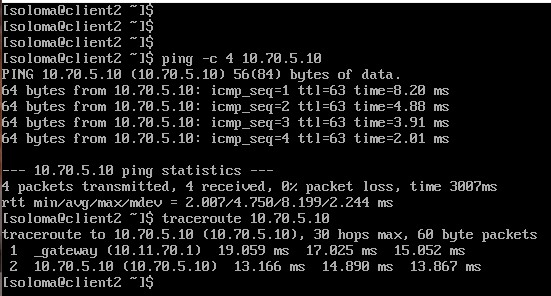 [soloma@client2 ~]$
[soloma@client2 ~]$
[soloma@client2 ~]$
[soloma@client2 ~]$ ping -c 4 10.70.5.10
PING 10.70.5.10 (10.70.5.10) 56(84) bytes of data.
64 bytes from 10.70.5.10: icmp_seq=1 ttl=63 time=8.20 ms
64 bytes from 10.70.5.10: icmp_seq=2 ttl=63 time=4.88 ms
64 bytes from 10.70.5.10: icmp_seq=3 ttl=63 time=3.91 ms
64 bytes from 10.70.5.10: icmp_seq=4 ttl=63 time=2.01 ms
--- 10.70.5.10 ping statistics ---
4 packets transmitted, 4 received, 0% packet loss, time 3007ms
rtt min/avg/max/mdev = 2.007/4.750/8.199/2.244 ms
[soloma@client2 ~]$ traceroute 10.70.5.10
traceroute to 10.70.5.10 (10.70.5.10), 30 hops max, 60 byte packets
1 _gateway (10.11.70.1) 19.059 ms 17.025 ms 15.052 ms
2 10.70.5.10 (10.70.5.10) 13.166 ms 14.890 ms 13.867 ms
[soloma@client2 ~]$